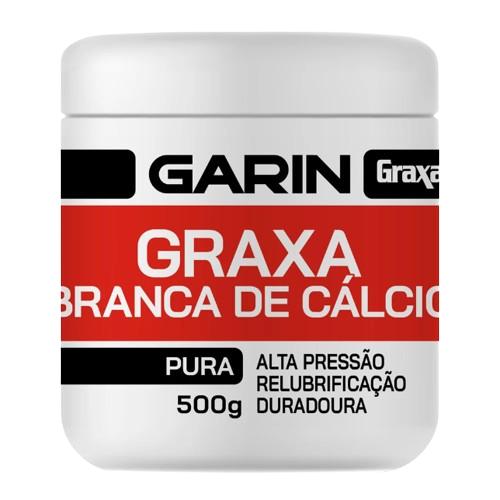 GARIN Graxa
GRAXA
BRANCA DE CÁLCIO
PURA
500g
ALTA PRESSÃO
RELUBRIFICAÇÃO
DURADOURA